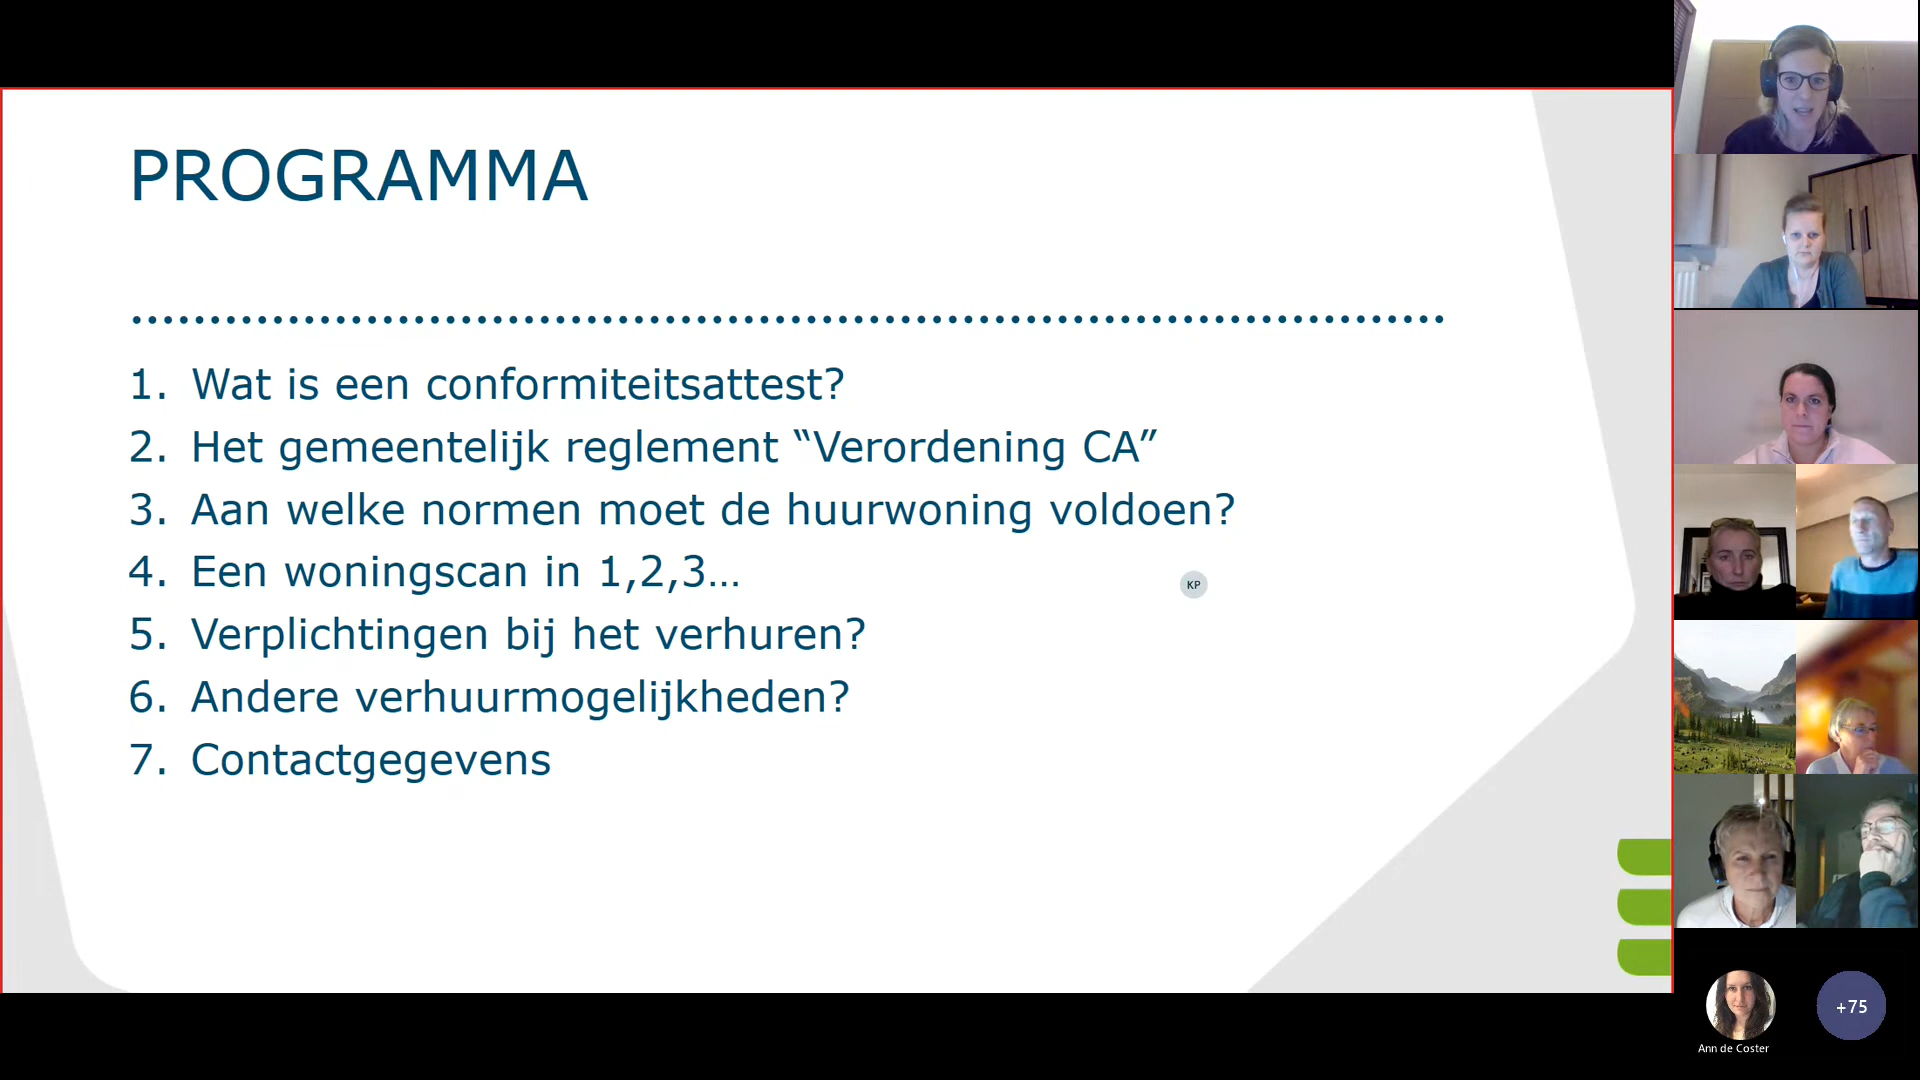 PROGRAMMA
1. Wat is een conformiteitsattest?
2. Het gemeentelijk reglement “Verordening CA”
3. Aan welke normen moet de huurwoning voldoen?
4. Een woningscan in 1,2,3…
KP
5. Verplichtingen bij het verhuren?
6. Andere verhuurmogelijkheden?
7. Contactgegevens
+75
Ann de Coster